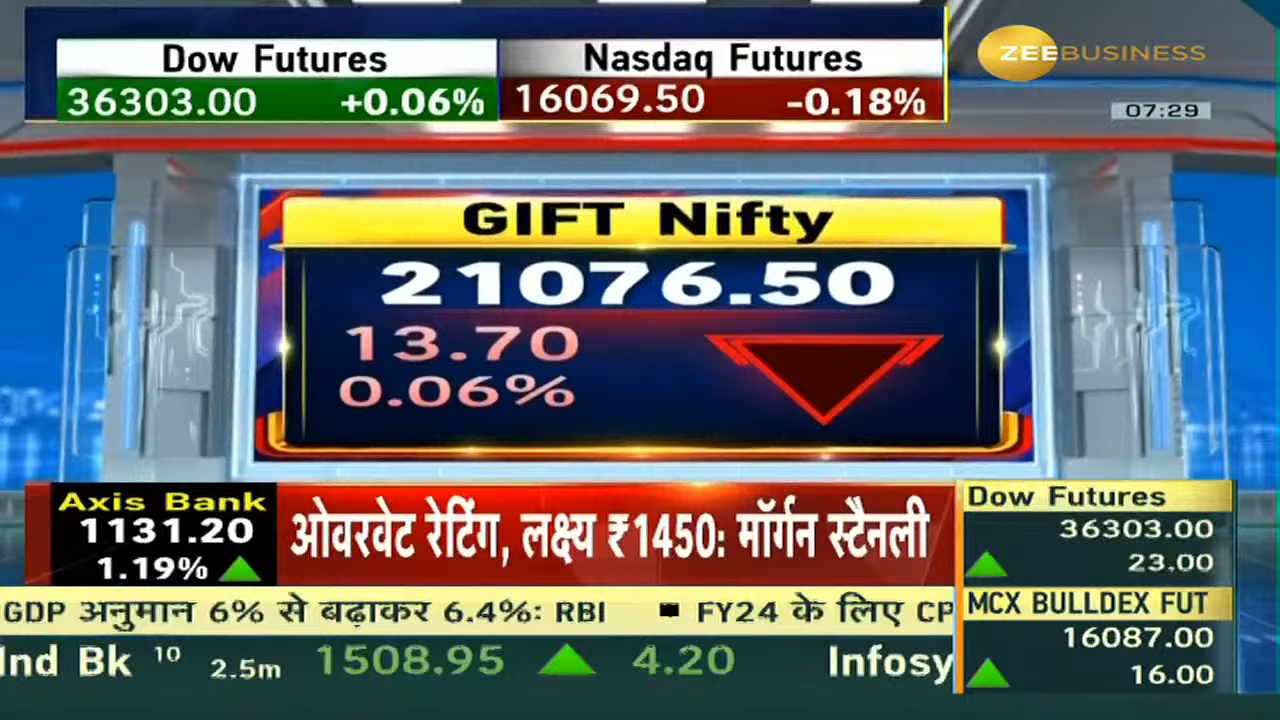 Dow Futures
36303.00 +0.06%
Nasdaq Futures
16069.50 -0.18%
ZEEBUSINESS
07:29
GIFT Nifty
21076.50
13.70
0.06%
Axis Bank
1131.20
1.19%
ओवरवेट रेटिंग, लक्ष्य ₹1450: मॉर्गन स्टैनली
Dow Futures
36303.00
23.00
MCX BULLDEX FUT
16087.00
16.00
GDP अनुमान 6% से बढ़ाकर 6.4%: RBI ■ FY24 के लिए CP
Ind Bk 10 2.5m 1508.95 4.20 Infosy